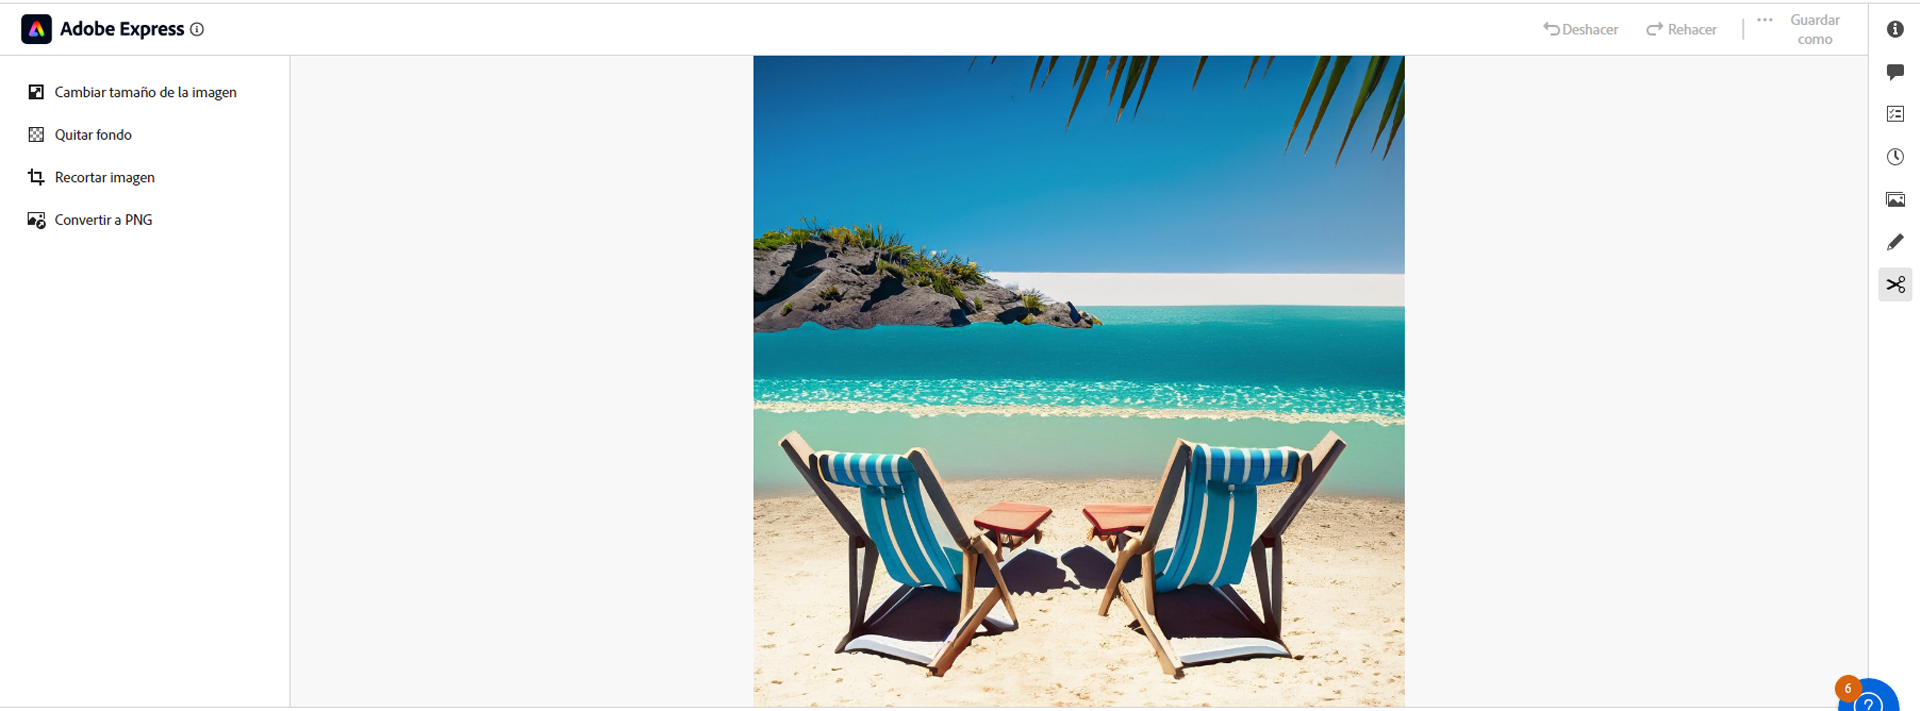 Adobe Express
Deshacer
Rehacer
Guardar
como
Cambiar tamaño de la imagen
Quitar fondo
Recortar imagen
Convertir a PNG
6
?